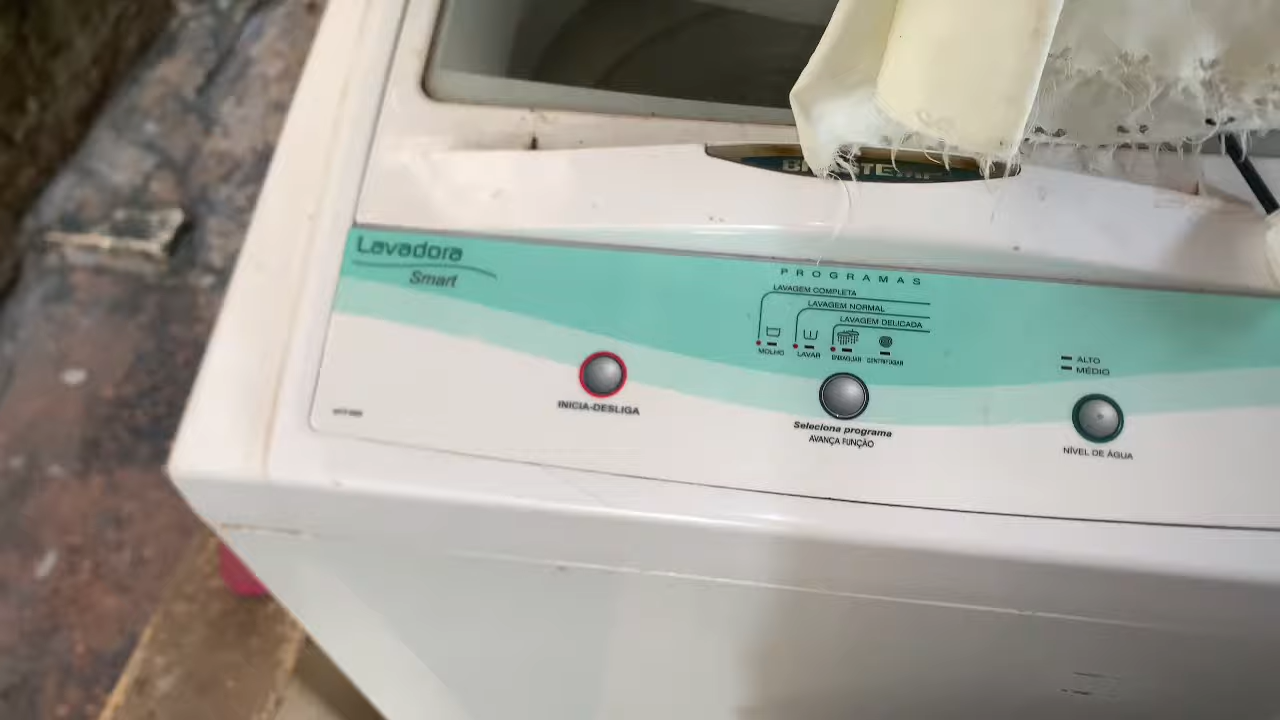 Lavadora
Smart
PROGRAMAS
LAVAGEM COMPLETA
LAVAGEM NORMAL
LAVAGEM DELICADA
MOLHO LAVAR ENXAGUAR CENTRIFUGAR
ALTO
MÉDIO
INICIA-DESLIGA
Seleciona programa
AVANÇA FUNÇÃO
NÍVEL DE ÁGUA